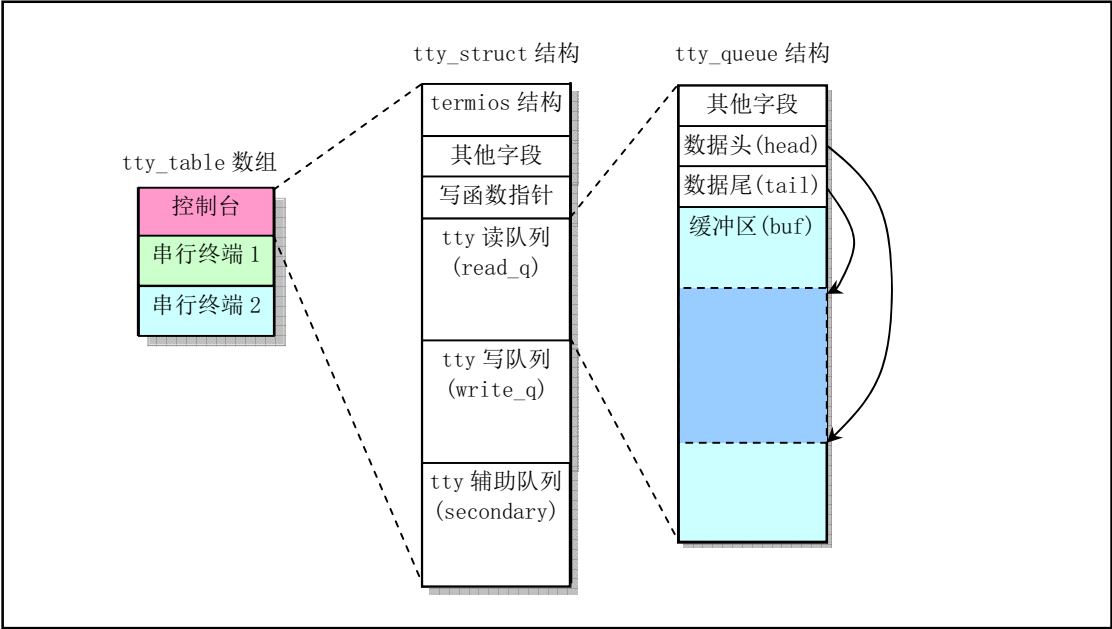 tty_table 数组
控制台
串行终端 1
串行终端 2
tty_struct 结构
termios 结构
其他字段
写函数指针
tty 读队列
(read_q)
tty 写队列
(write_q)
tty 辅助队列
(secondary)
tty_queue 结构
其他字段
数据头(head)
数据尾(tail)
缓冲区(buf)